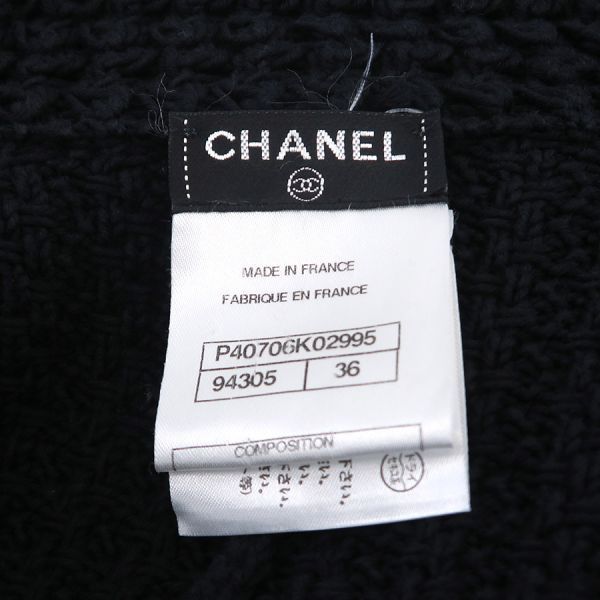 CHANEL
MADE IN FRANCE
FABRIQUE EN FRANCE
P40706K02995
94305 36
COMPOSITION